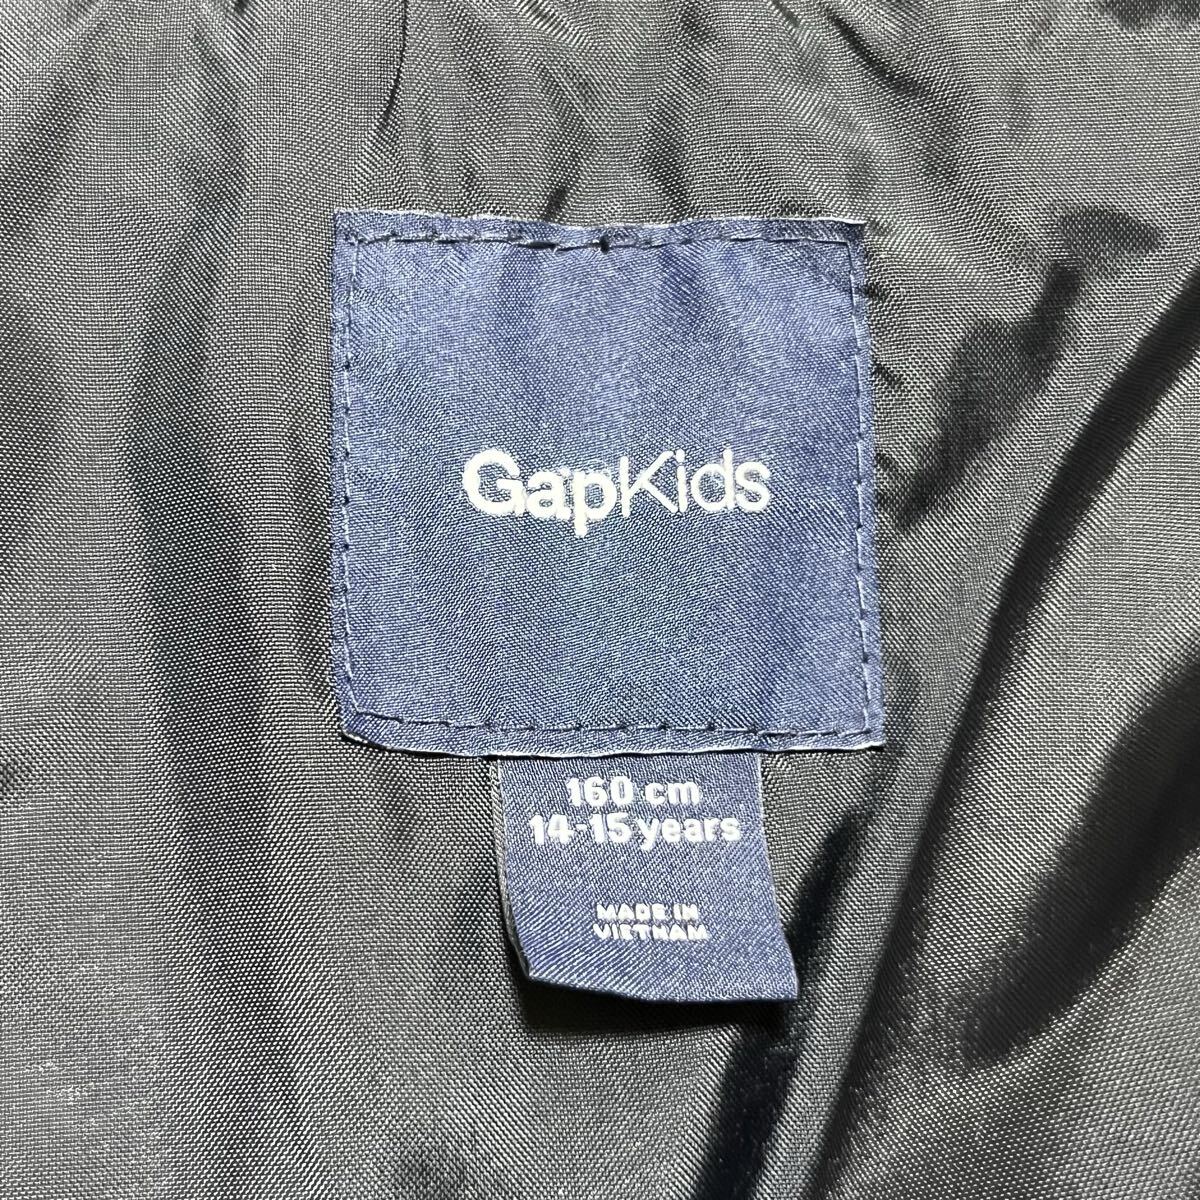 GapKids
160 cm
14-15 years
MADE IN
VIETNAM